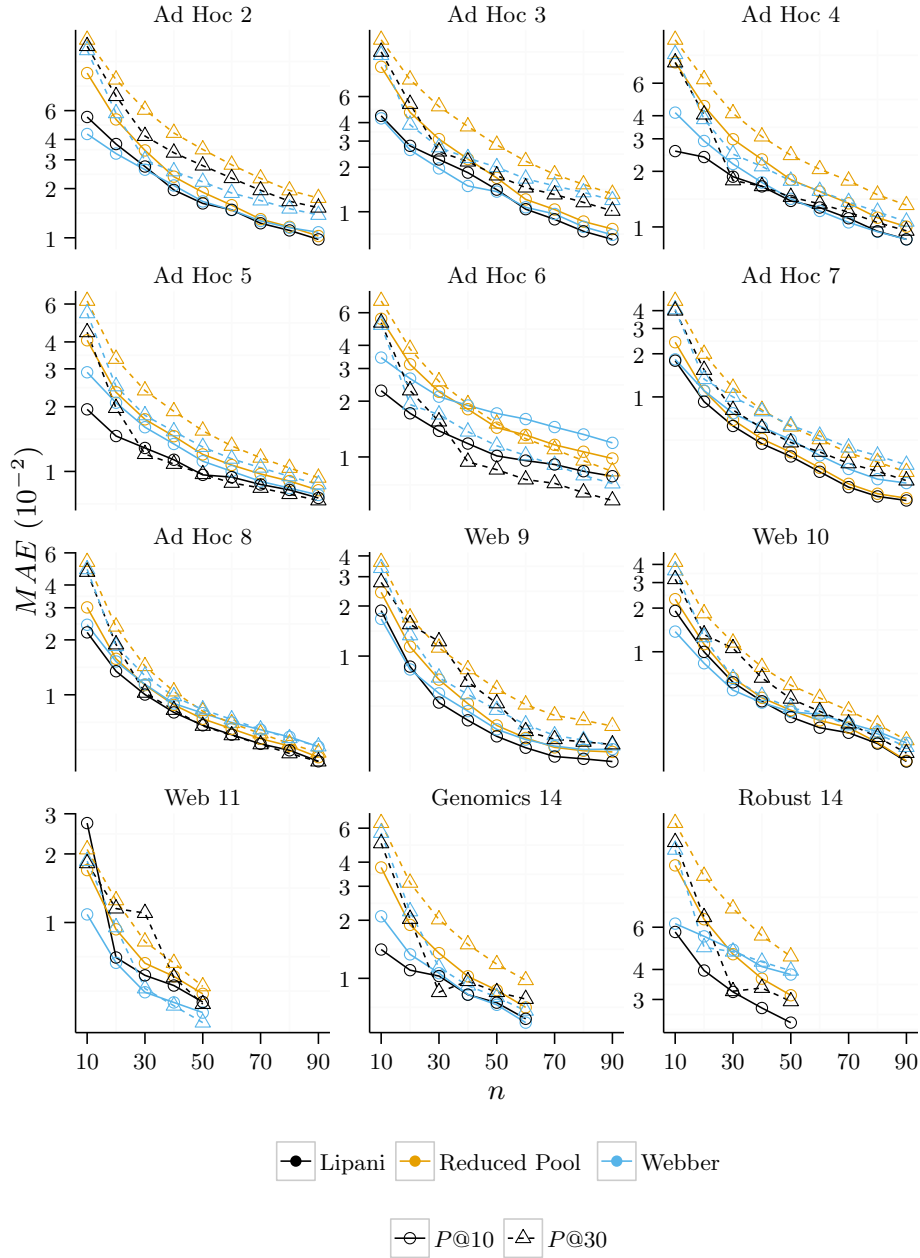 Ad Hoc 2 Ad Hoc 3 Ad Hoc 4
6 4 3 2 1
6 4 3 2 1
6 4 3 2 1
Ad Hoc 5 Ad Hoc 6 Ad Hoc 7
6 4 3 2 1
6 4 3 2 1
4 3 2 1
MAE (10⁻²)
Ad Hoc 8 Web 9 Web 10
6 4 3 2 1
4 3 2 1
4 3 2 1
Web 11 Genomics 14 Robust 14
3 2 1
6 4 3 2 1
6 4 3
10 30 50 70 90 10 30 50 70 90 10 30 50 70 90
n
Lipani Reduced Pool Webber
P@10 P@30